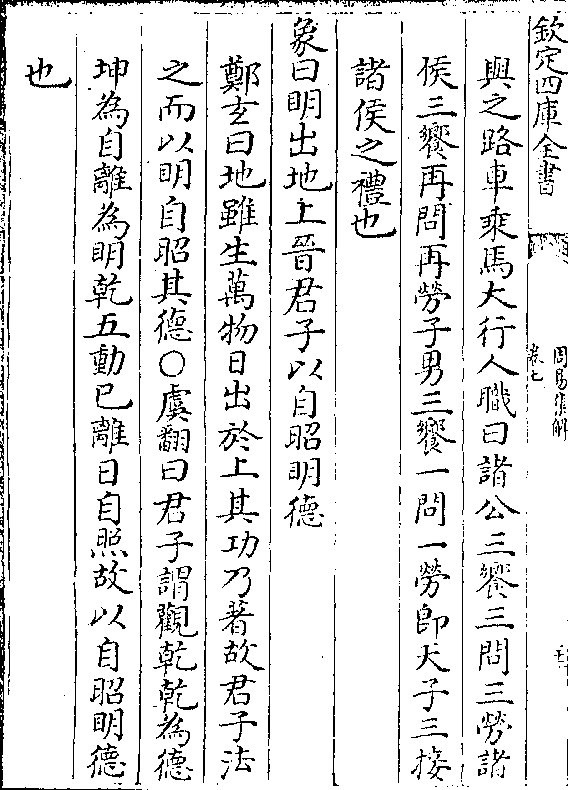 欽定四庫全書
周易集解
卷七
與之路車乘馬大行人職曰諸公三饗三問三勞諸
侯三饗再問再勞子男三饗一問一勞即天子三接
諸侯之禮也
象曰明出地上晉君子以自昭明德
鄭玄曰地雖生萬物日出於上其功乃著故君子法
之而以明自昭其德○虞翻曰君子謂觀乾乾為德
坤為自離為明乾五動已離日自照故以自昭明德
也